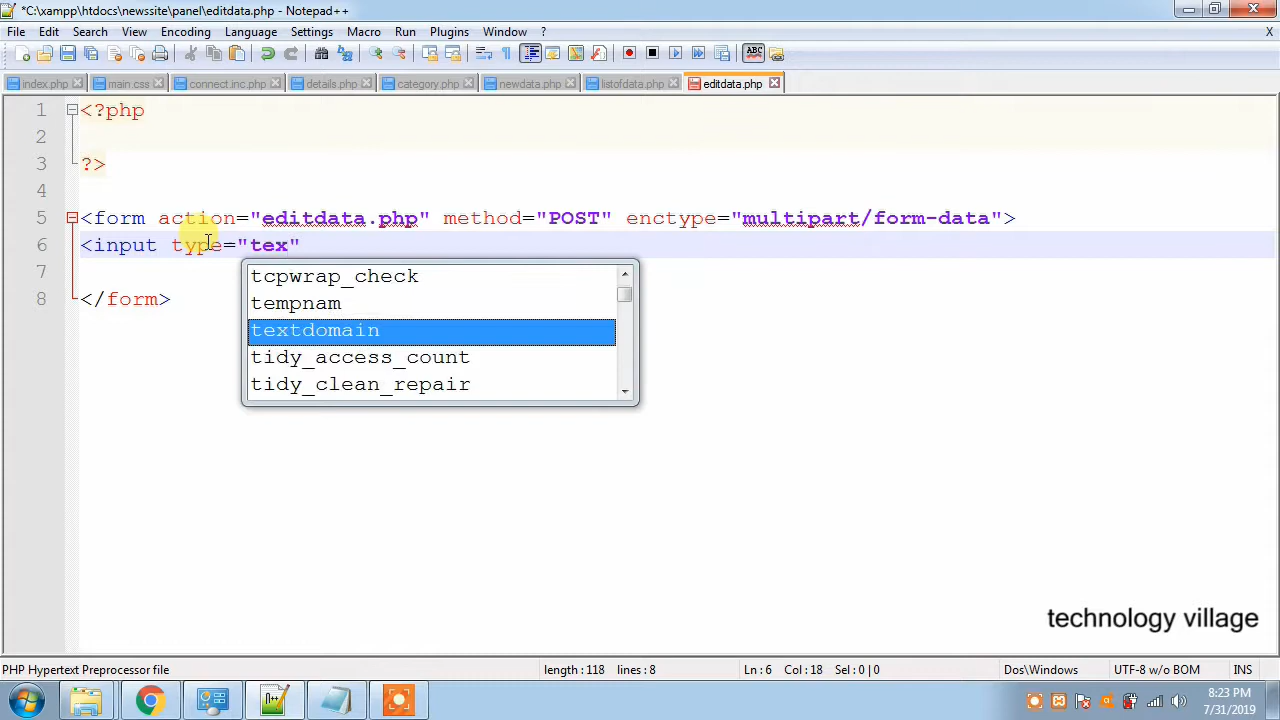 *C:\xampp\htdocs\newssite\panel\editdata.php - Notepad++
File Edit Search View Encoding Language Settings Macro Run Plugins Window ? X
index.php main.css connect.inc.php details.php category.php newdata.php listofdata.php editdata.php
1 <?php
2
3 ?>
4
5 <form action="editdata.php" method="POST" enctype="multipart/form-data">
6 <input type="tex"
7
8 </form>
tcpwrap_check
tempnam
textdomain
tidy_access_count
tidy_clean_repair
technology village
PHP Hypertext Preprocessor file length : 118 lines : 8 Ln : 6 Col : 18 Sel : 0 | 0 Dos\Windows UTF-8 w/o BOM INS
8:23 PM
7/31/2019